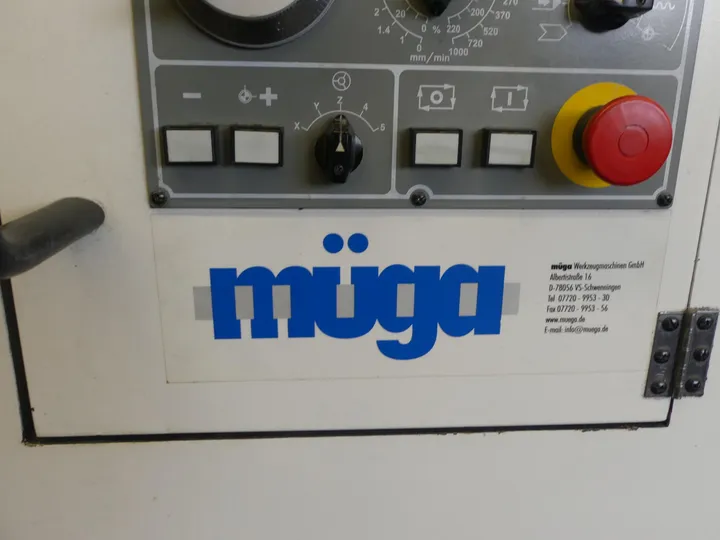 270
2 20 200 370
1.4 520
1 0 % 220 720
0 1000
mm/min
− +
X Y Z 4 5
müga
müga Werkzeugmaschinen GmbH
Albertistraße 16
D-78056 VS-Schwenningen
Tel 07720 - 9953 - 30
Fax 07720 - 9953 - 56
www.muega.de
E-mail: info@muega.de